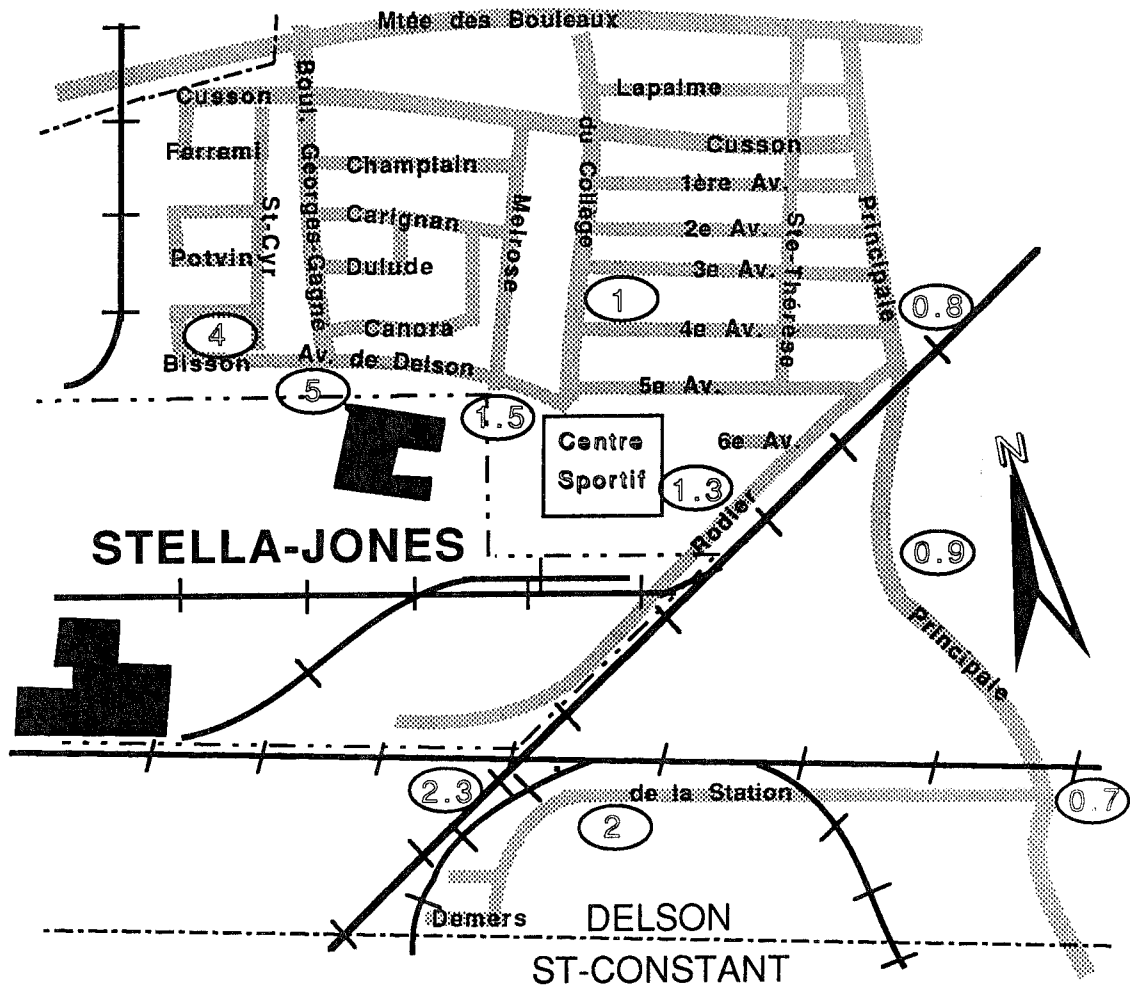 Mtée des Bouleaux
Cusson
Boul. Georges-Gagné
Lapalme
du Collège
Cusson
Ferrami
Champlain
1ère Av.
St-Cyr
Carignan
Melrose
Ste-Thérèse
Principale
2e Av.
Potvin
Dulude
3e Av.
1
0.8
4
Canora
4e Av.
Bisson
Av. de Delson
5
5e Av.
1.5
Centre
Sportif
6e Av.
1.3
N
Rodier
STELLA-JONES
0.9
Principale
2.3
de la Station
0.7
2
Demers
DELSON
ST-CONSTANT